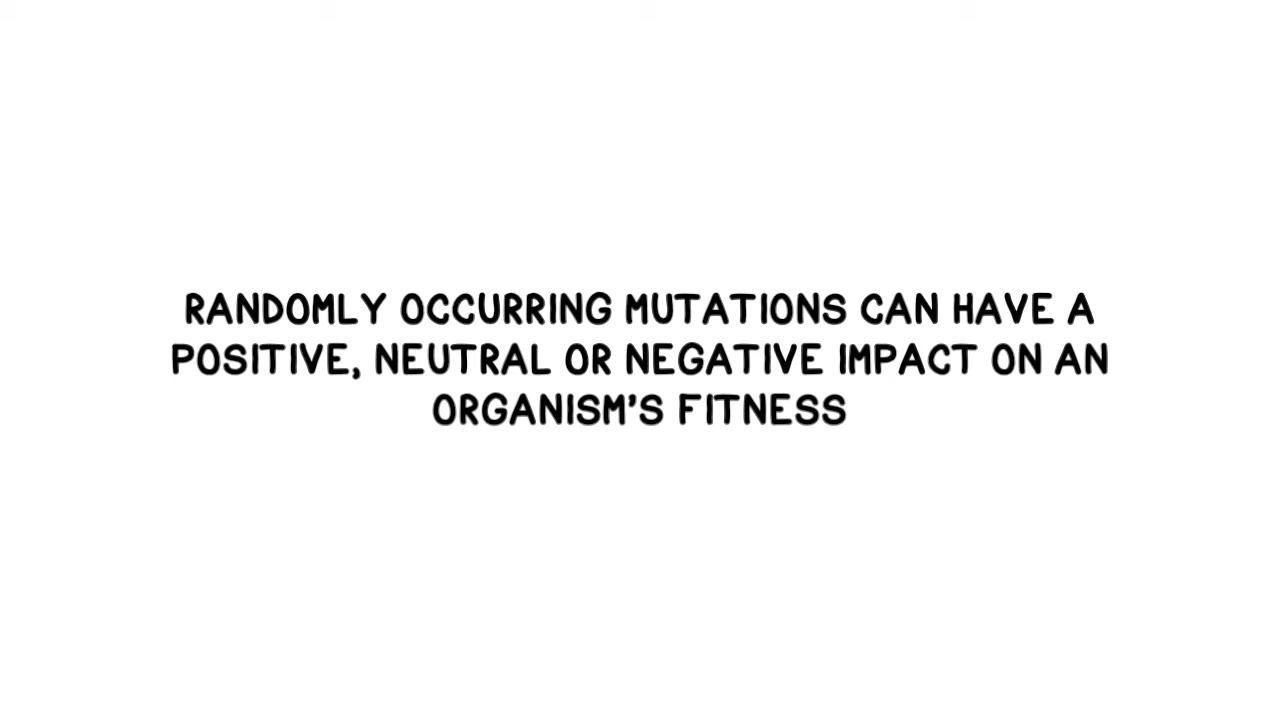 RANDOMLY OCCURRING MUTATIONS CAN HAVE A
POSITIVE, NEUTRAL OR NEGATIVE IMPACT ON AN
ORGANISM'S FITNESS